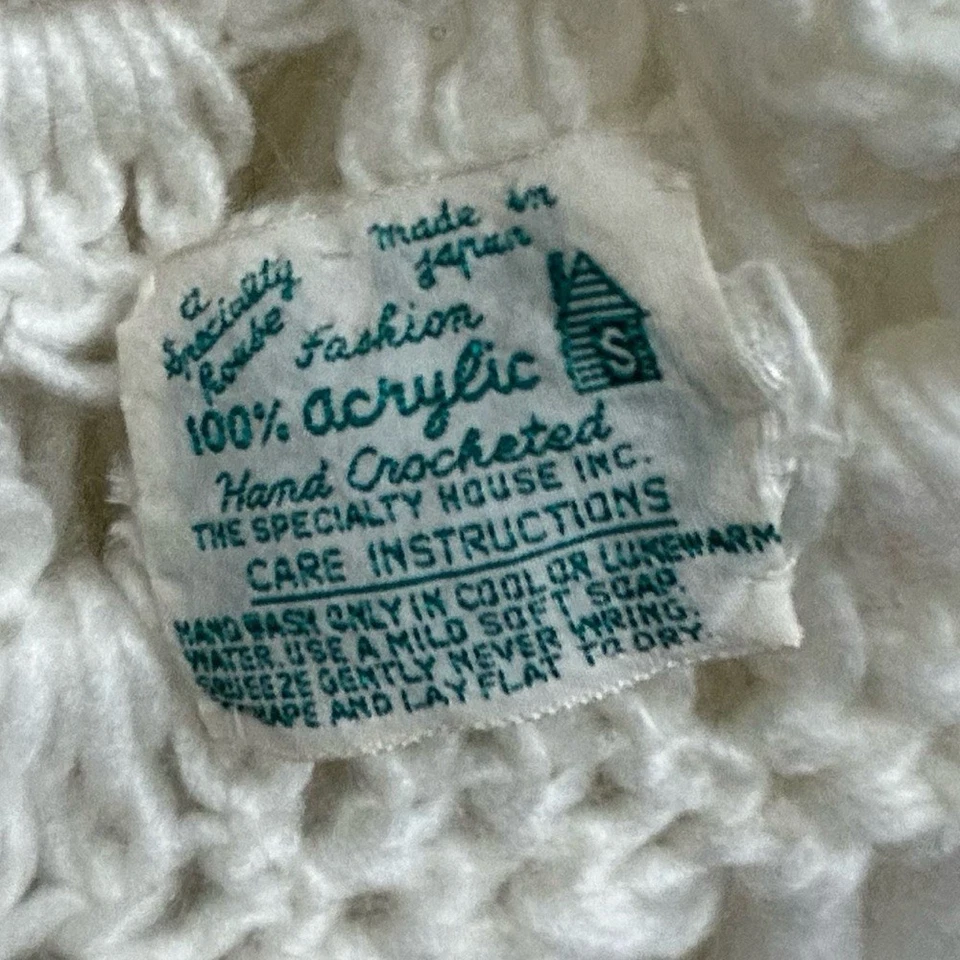 a Specialty house Fashion
made in Japan
S
100% acrylic
Hand Crocheted
THE SPECIALTY HOUSE INC.
CARE INSTRUCTIONS
HAND WASH ONLY IN COOL OR LUKEWARM
WATER. USE A MILD SOFT SOAP.
SQUEEZE GENTLY, NEVER WRING.
SHAPE AND LAY FLAT TO DRY.